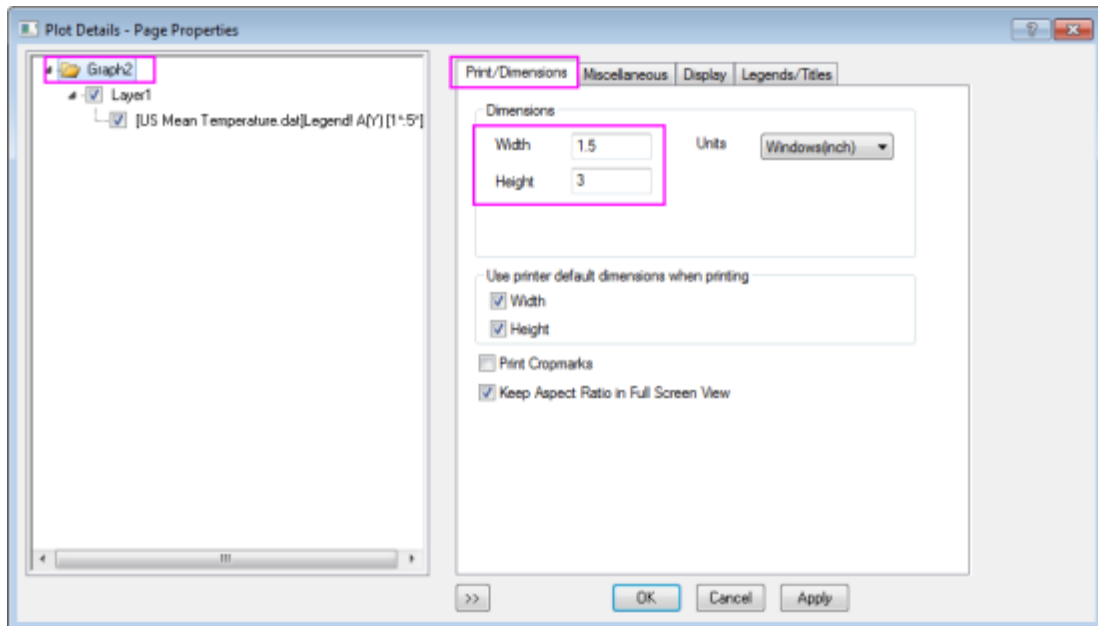 Plot Details - Page Properties
Graph2
Layer1
[US Mean Temperature.dat]Legend! A(Y) [1*:5*]
Print/Dimensions Miscellaneous Display Legends/Titles
Dimensions
Width 1.5 Units Windows(inch)
Height 3
Use printer default dimensions when printing
Width
Height
Print Cropmarks
Keep Aspect Ratio in Full Screen View
>> OK Cancel Apply